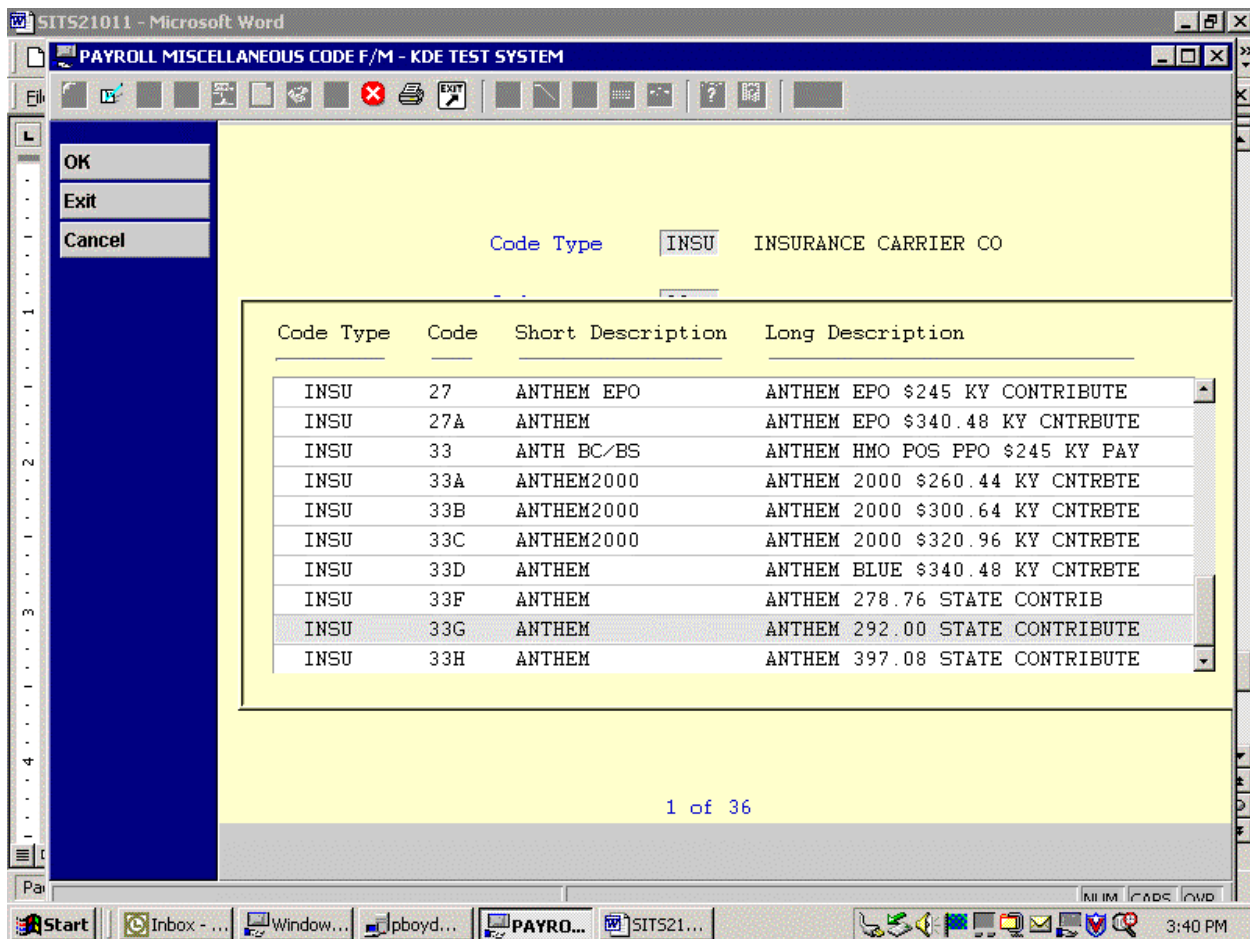 SITS21011 - Microsoft Word
PAYROLL MISCELLANEOUS CODE F/M - KDE TEST SYSTEM
EXIT
OK
Exit
Cancel
Code Type INSU INSURANCE CARRIER CO
Code Type Code Short Description Long Description
INSU 27 ANTHEM EPO ANTHEM EPO $245 KY CONTRIBUTE
INSU 27A ANTHEM ANTHEM EPO $340.48 KY CNTRBUTE
INSU 33 ANTH BC/BS ANTHEM HMO POS PPO $245 KY PAY
INSU 33A ANTHEM2000 ANTHEM 2000 $260.44 KY CNTRBTE
INSU 33B ANTHEM2000 ANTHEM 2000 $300.64 KY CNTRBTE
INSU 33C ANTHEM2000 ANTHEM 2000 $320.96 KY CNTRBTE
INSU 33D ANTHEM ANTHEM BLUE $340.48 KY CNTRBTE
INSU 33F ANTHEM ANTHEM 278.76 STATE CONTRIB
INSU 33G ANTHEM ANTHEM 292.00 STATE CONTRIBUTE
INSU 33H ANTHEM ANTHEM 397.08 STATE CONTRIBUTE
1 of 36
NUM CAPS OVR
Start Inbox - ... Window... pboyd... PAYRO... SITS21... 3:40 PM